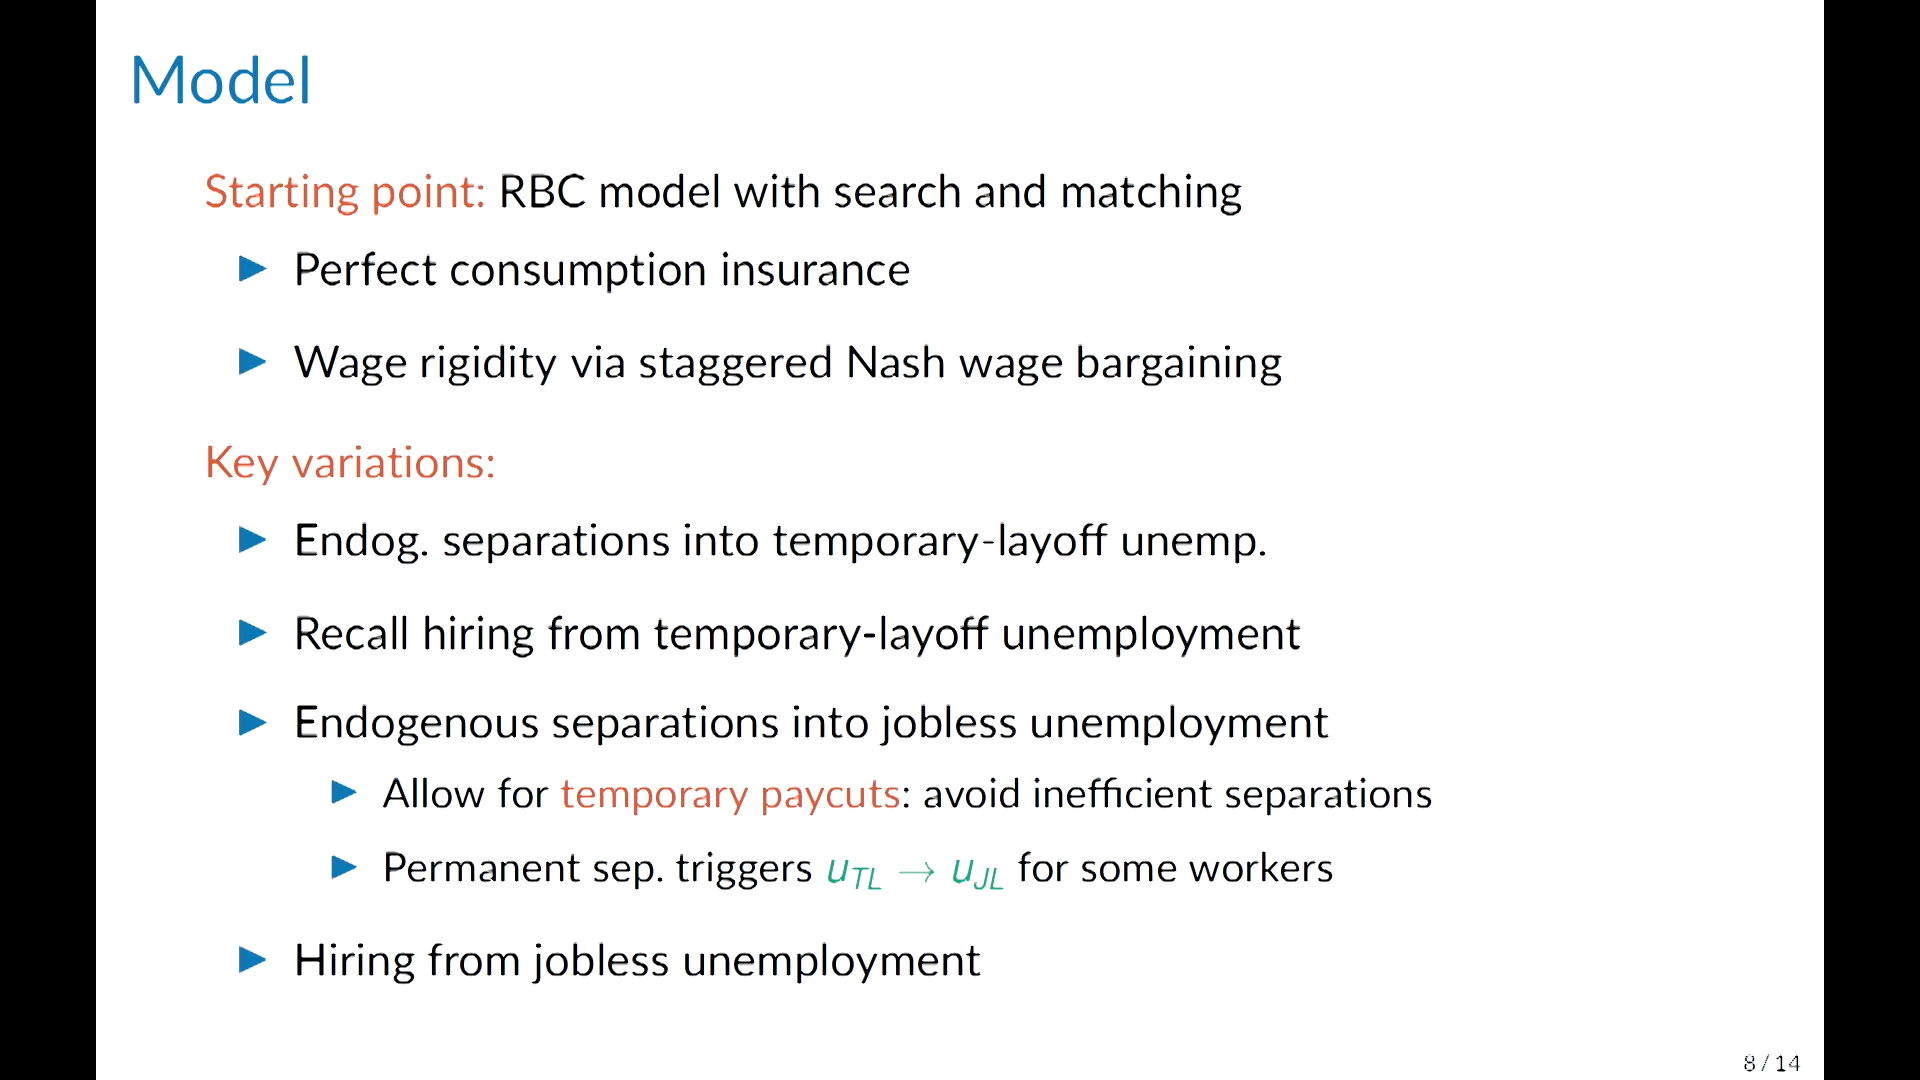 Model
Starting point: RBC model with search and matching
▶ Perfect consumption insurance
▶ Wage rigidity via staggered Nash wage bargaining
Key variations:
▶ Endog. separations into temporary-layoff unemp.
▶ Recall hiring from temporary-layoff unemployment
▶ Endogenous separations into jobless unemployment
▶ Allow for temporary paycuts: avoid inefficient separations
▶ Permanent sep. triggers u_TL → u_JL for some workers
▶ Hiring from jobless unemployment
8 / 14